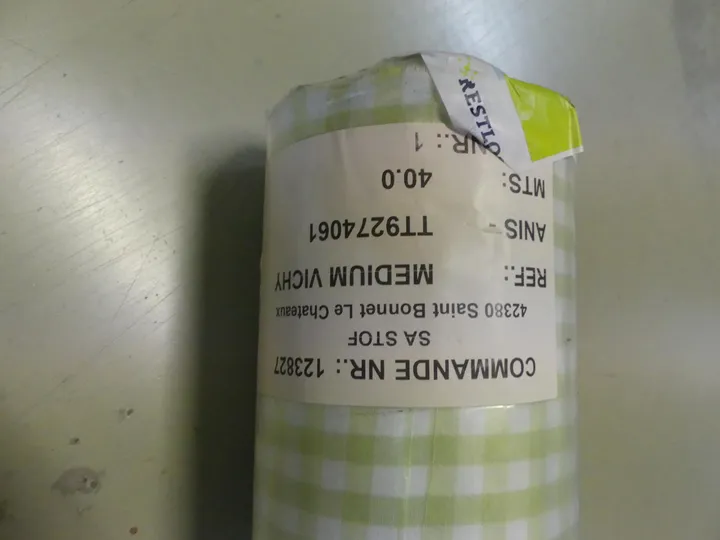 COMMANDE NR.: 123827
SA STOF
42380 Saint Bonnet Le Chateaux
REF.: MEDIUM VICHY
ANIS - TT9274061
MTS: 40.0
NR.: 1
RESTLO